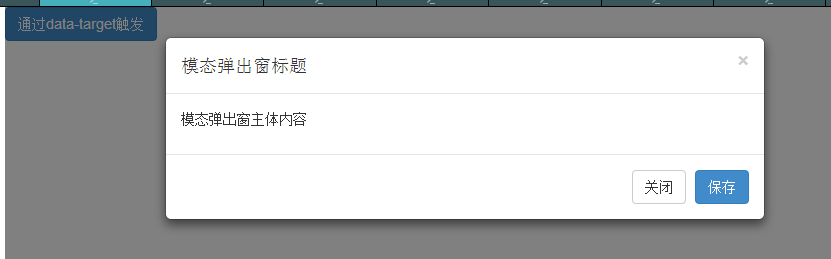 通过data-target触发
模态弹出窗标题
×
模态弹出窗主体内容
关闭 保存